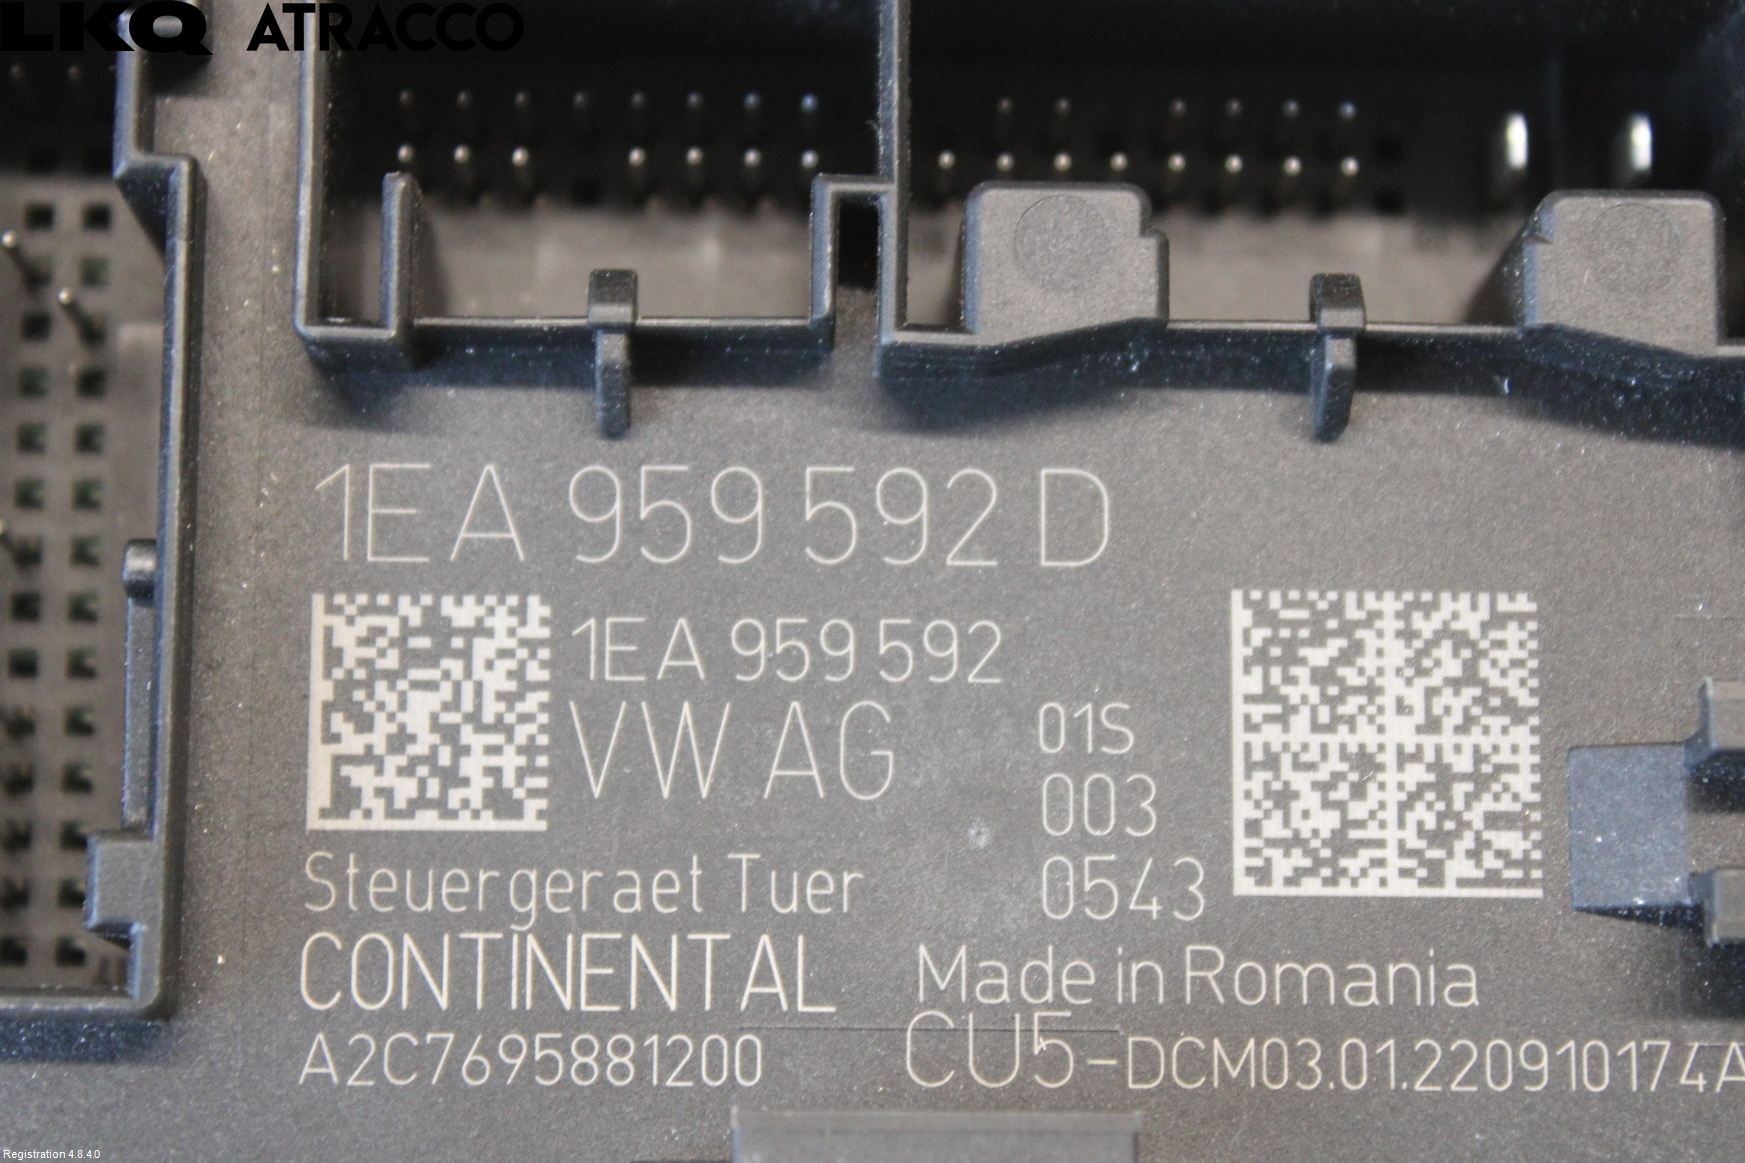 LKQ ATRACCO
1EA 959 592 D
1EA 959 592
VW AG
01S
003
0543
Steuergeraet Tuer
CONTINENTAL
A2C7695881200
Made in Romania
CU5-DCM03.01.220910174A
Registration 4.8.4.0